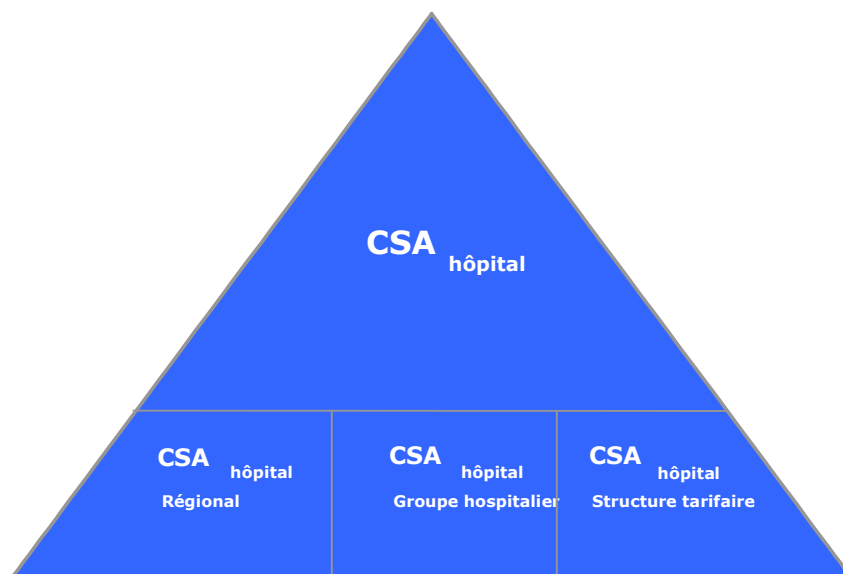 CSA hôpital
CSA hôpital
Régional
CSA hôpital
Groupe hospitalier
CSA hôpital
Structure tarifaire